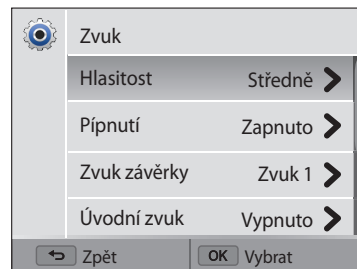 Zvuk
Hlasitost Středně
Pípnutí Zapnuto
Zvuk závěrky Zvuk 1
Úvodní zvuk Vypnuto
Zpět OK Vybrat